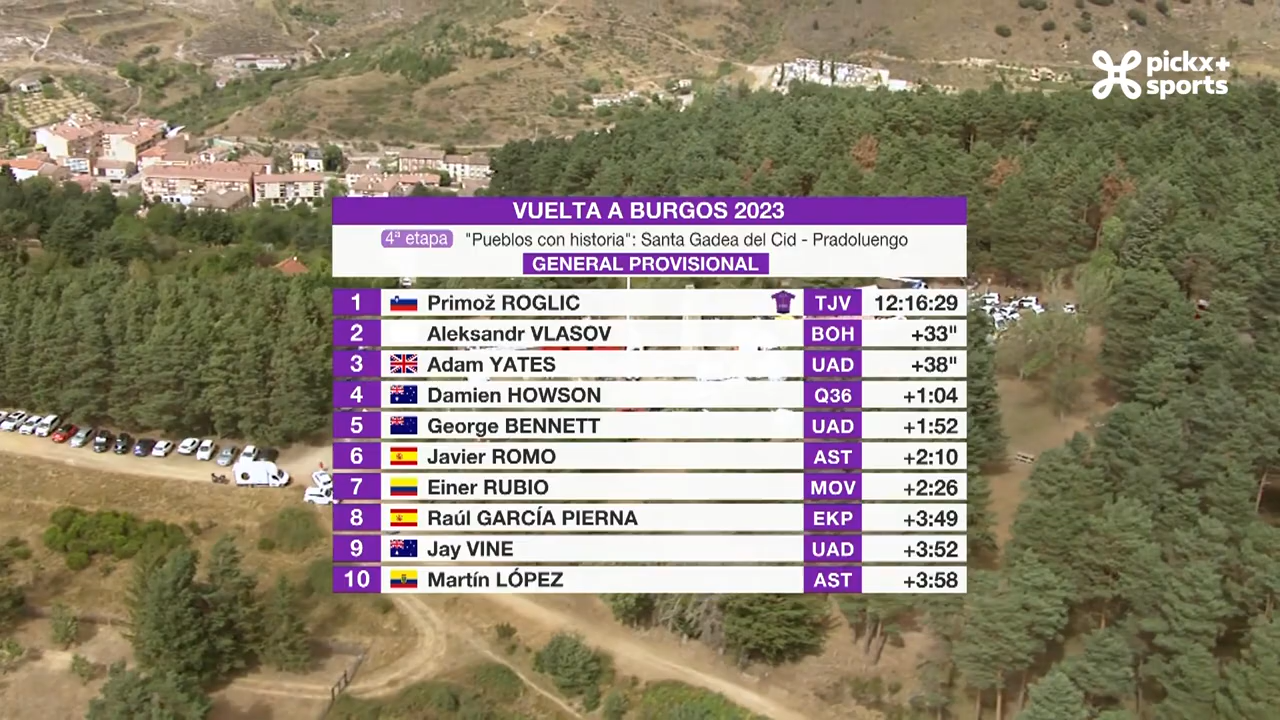 pickx+
sports
VUELTA A BURGOS 2023
4ª etapa "Pueblos con historia": Santa Gadea del Cid - Pradoluengo
GENERAL PROVISIONAL
1 Primož ROGLIC TJV 12:16:29
2 Aleksandr VLASOV BOH +33"
3 Adam YATES UAD +38"
4 Damien HOWSON Q36 +1:04
5 George BENNETT UAD +1:52
6 Javier ROMO AST +2:10
7 Einer RUBIO MOV +2:26
8 Raúl GARCÍA PIERNA EKP +3:49
9 Jay VINE UAD +3:52
10 Martín LÓPEZ AST +3:58